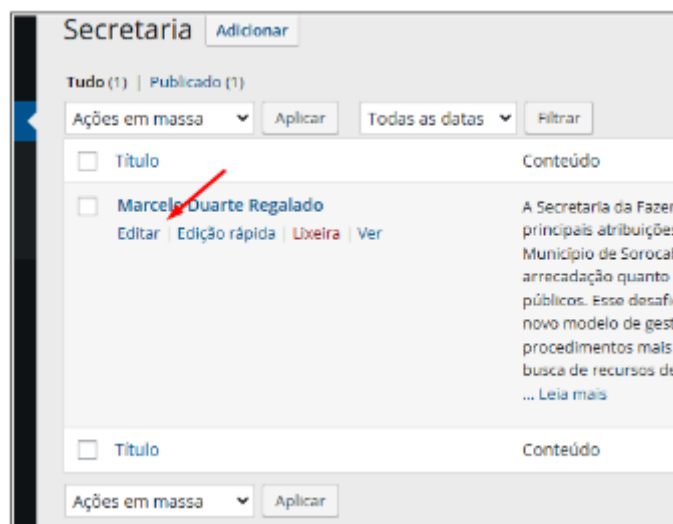 Secretaria Adicionar
Tudo (1) | Publicado (1)
Ações em massa Aplicar Todas as datas Filtrar
Título Conteúdo
Marcelo Duarte Regalado
Editar | Edição rápida | Lixeira | Ver
A Secretaria da Fazen
principais atribuições
Município de Soroca
arrecadação quanto
públicos. Esse desafi
novo modelo de gest
procedimentos mais
busca de recursos de
... Leia mais
Título Conteúdo
Ações em massa Aplicar